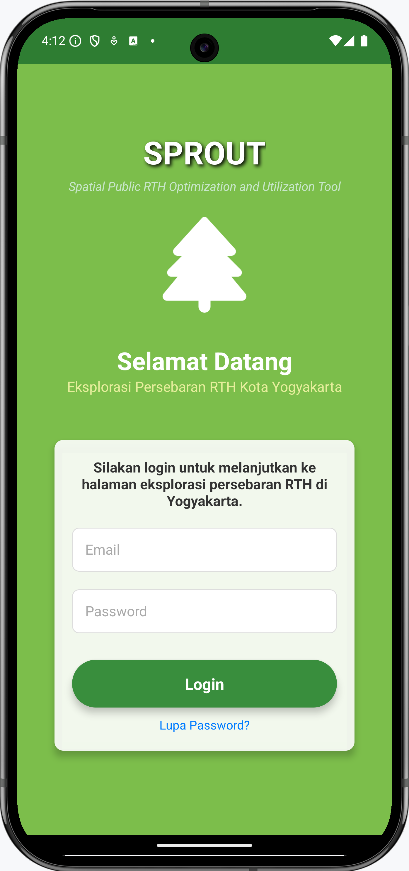 4:12
SPROUT
Spatial Public RTH Optimization and Utilization Tool
Selamat Datang
Eksplorasi Persebaran RTH Kota Yogyakarta
Silakan login untuk melanjutkan ke
halaman eksplorasi persebaran RTH di
Yogyakarta.
Email
Password
Login
Lupa Password?